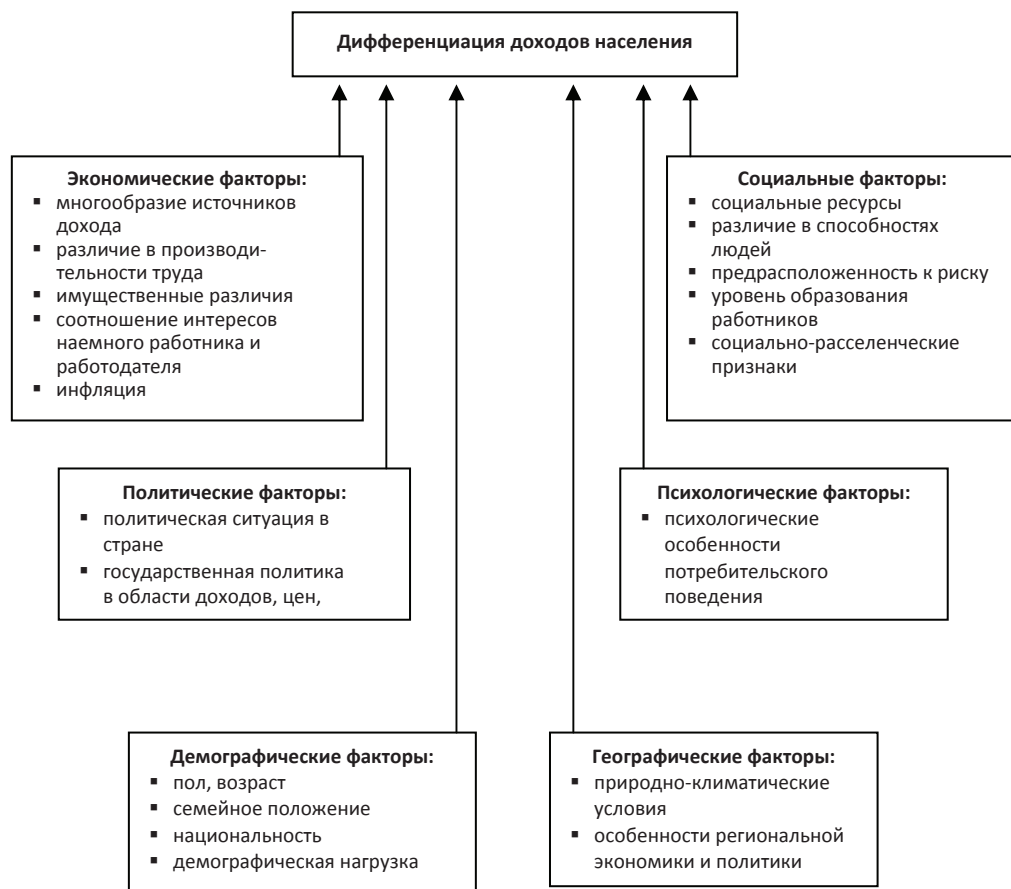 Дифференциация доходов населения
Экономические факторы:
▪ многообразие источников
дохода
▪ различие в производи-
тельности труда
▪ имущественные различия
▪ соотношение интересов
наемного работника и
работодателя
▪ инфляция
Социальные факторы:
▪ социальные ресурсы
▪ различие в способностях
людей
▪ предрасположенность к риску
▪ уровень образования
работников
▪ социально-расселенческие
признаки
Политические факторы:
▪ политическая ситуация в
стране
▪ государственная политика
в области доходов, цен,
Психологические факторы:
▪ психологические
особенности
потребительского
поведения
Демографические факторы:
▪ пол, возраст
▪ семейное положение
▪ национальность
▪ демографическая нагрузка
Географические факторы:
▪ природно-климатические
условия
▪ особенности региональной
экономики и политики